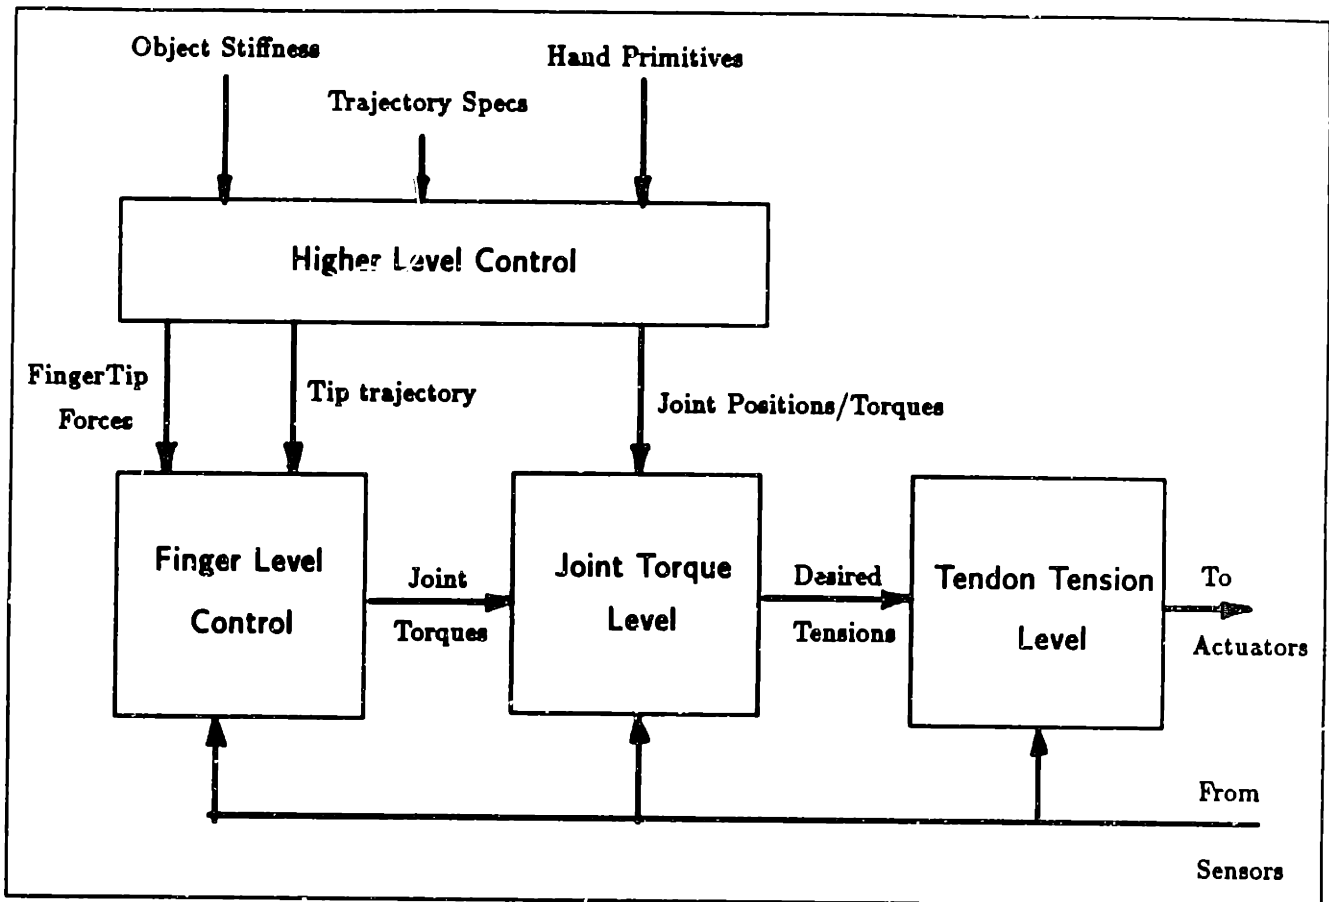 Object Stiffness
Hand Primitives
Trajectory Specs
Higher Level Control
FingerTip
Forces
Tip trajectory
Joint Positions/Torques
Finger Level
Control
Joint
Torques
Joint Torque
Level
Desired
Tensions
Tendon Tension
Level
To
Actuators
From
Sensors